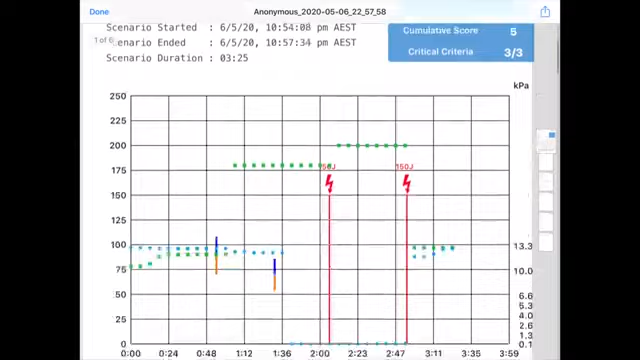 Done
Anonymous_2020-05-06_22_57_58
Scenario Started : 6/5/20, 10:54:08 pm AEST
1 of 6
Scenario Ended : 6/5/20, 10:57:34 pm AEST
Scenario Duration : 03:25
Cumulative Score 5
Critical Criteria 3/3
kPa
250
225
200
175
150J
150
125
100
13.3
75
10.0
50
6.6
5.3
4.0
25
2.6
1.3
0
0.1
0:00 0:24 0:48 1:12 1:36 2:00 2:23 2:47 3:11 3:35 3:59